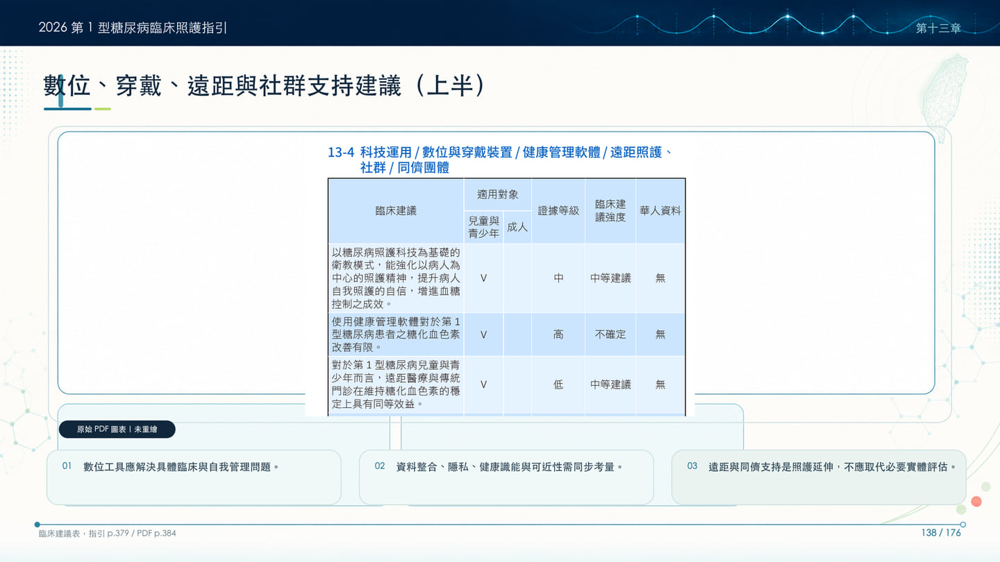 2026 第 1 型糖尿病臨床照護指引
第十三章
數位、穿戴、遠距與社群支持建議（上半）
13-4 科技運用 / 數位與穿戴裝置 / 健康管理軟體 / 遠距照護、
社群 / 同儕團體
臨床建議
適用對象
兒童與
青少年
成人
證據等級
臨床建
議強度
華人資料
以糖尿病照護科技為基礎的
衛教模式，能強化以病人為
中心的照護精神，提升病人
自我照護的自信，增進血糖
控制之成效。
V
中
中等建議
無
使用健康管理軟體對於第 1
型糖尿病患者之糖化血色素
改善有限。
V
高
不確定
無
對於第 1 型糖尿病兒童與青
少年而言，遠距醫療與傳統
門診在維持糖化血色素的穩
定上具有同等效益。
V
低
中等建議
無
原始 PDF 圖表｜未重繪
01 數位工具應解決具體臨床與自我管理問題。
02 資料整合、隱私、健康識能與可近性需同步考量。
03 遠距與同儕支持是照護延伸，不應取代必要實體評估。
臨床建議表，指引 p.379 / PDF p.384
138 / 176